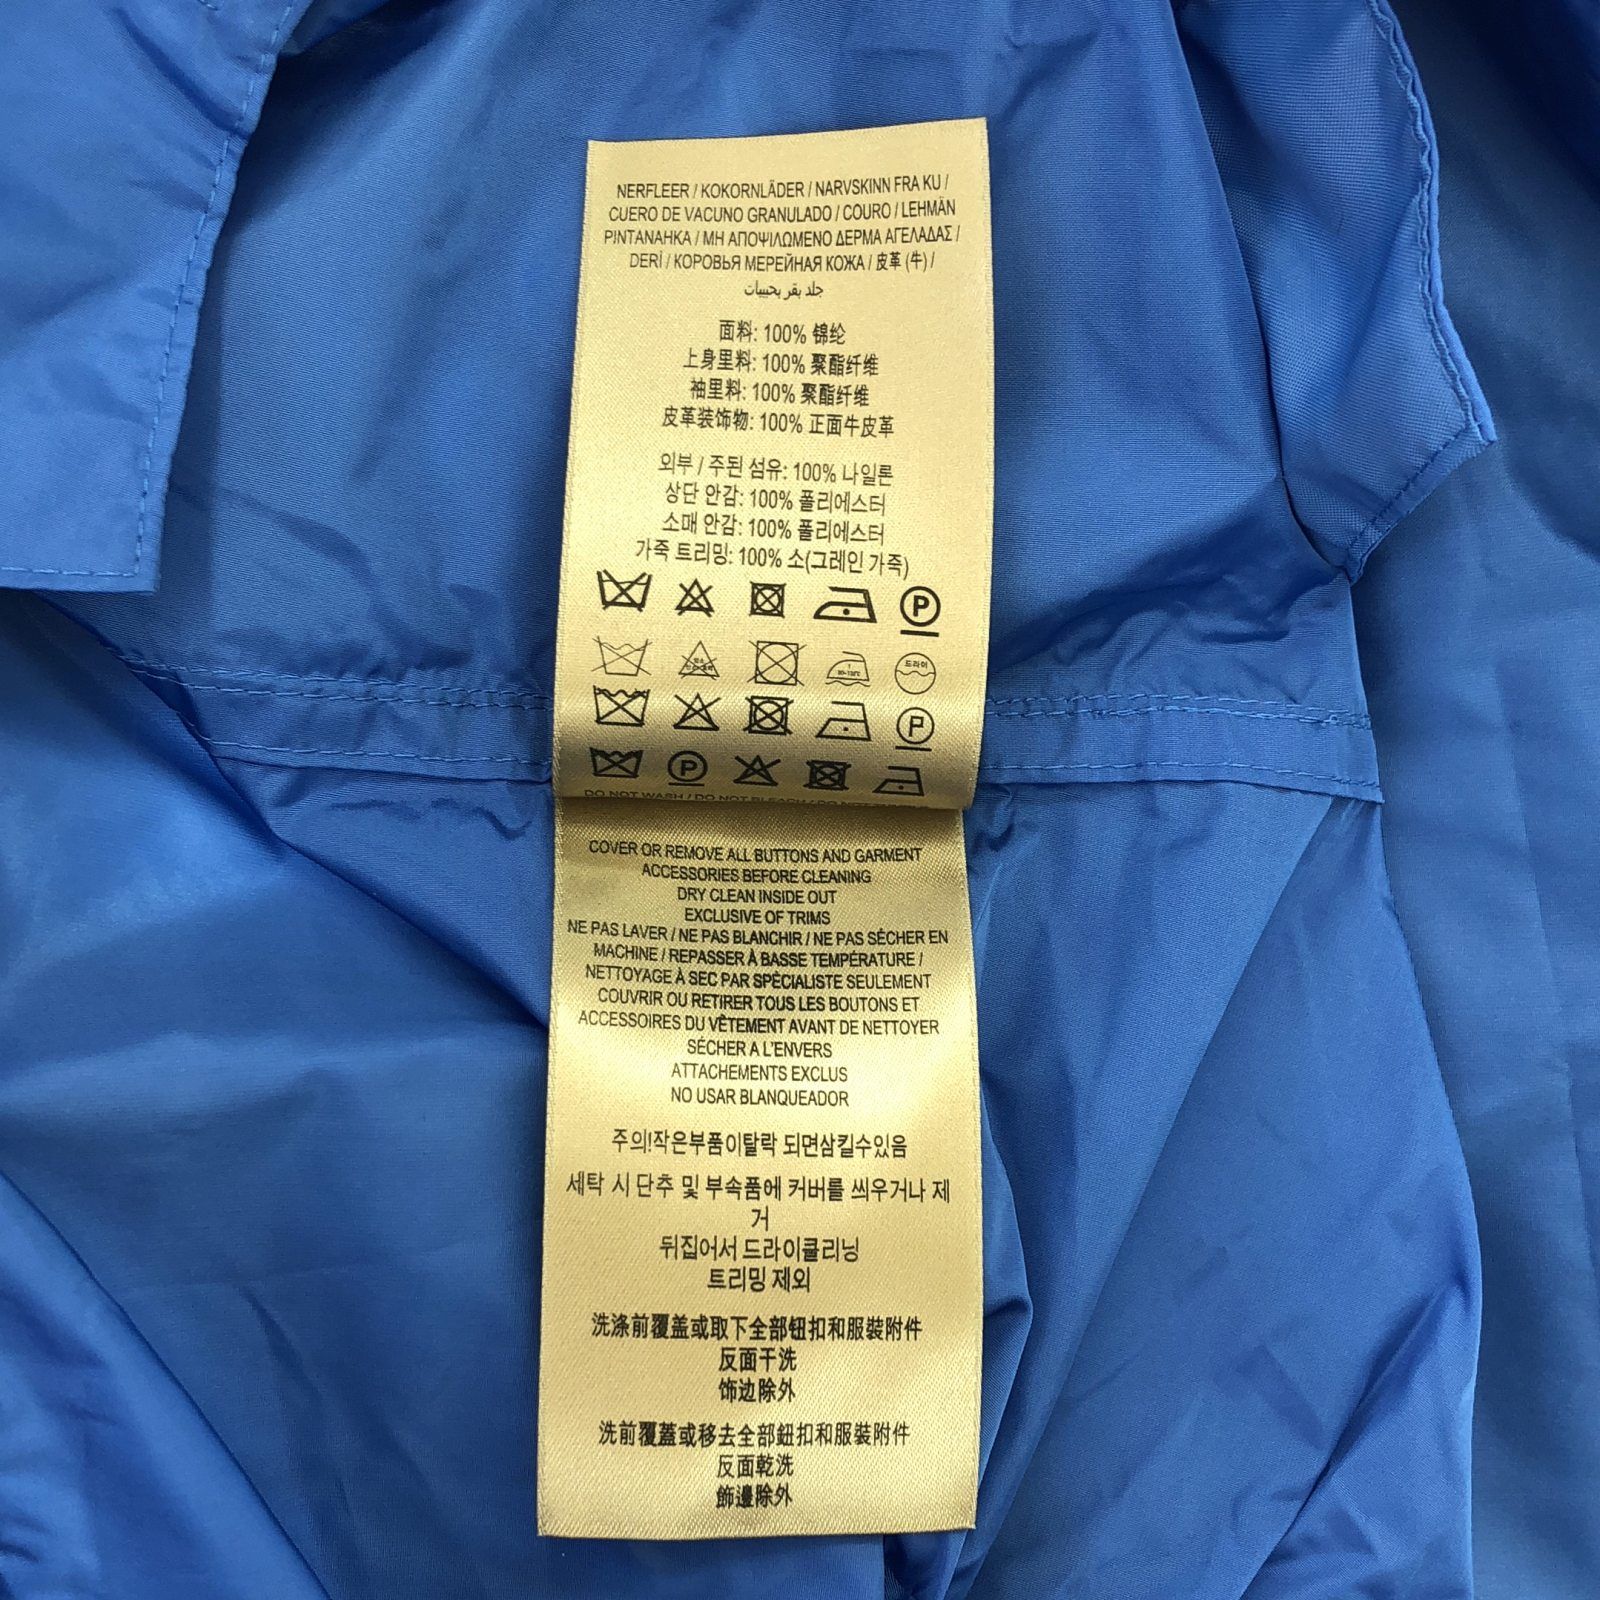 NERFLEER / KOKORNLÄDER / NARVSKINN FRA KU /
CUERO DE VACUNO GRANULADO / COURO / LEHMÄN
PINTANAHKA / ΜΗ ΑΠΟΨΙΛΩΜΕΝΟ ΔΕΡΜΑ ΑΓΕΛΑΔΑΣ /
DERİ / КОРОВЬЯ МЕРЕЙНАЯ КОЖА / 皮革 (牛) /
جلد بقر بحبيبات
面料: 100% 锦纶
上身里料: 100% 聚酯纤维
袖里料: 100% 聚酯纤维
皮革装饰物: 100% 正面牛皮革
외부 / 주된 섬유: 100% 나일론
상단 안감: 100% 폴리에스터
소매 안감: 100% 폴리에스터
가죽 트리밍: 100% 소(그레인 가죽)
P
드라이
P
P
DO NOT WASH / DO NOT BLEACH / DO NOT
COVER OR REMOVE ALL BUTTONS AND GARMENT
ACCESSORIES BEFORE CLEANING
DRY CLEAN INSIDE OUT
EXCLUSIVE OF TRIMS
NE PAS LAVER / NE PAS BLANCHIR / NE PAS SÉCHER EN
MACHINE / REPASSER À BASSE TEMPÉRATURE /
NETTOYAGE À SEC PAR SPÉCIALISTE SEULEMENT
COUVRIR OU RETIRER TOUS LES BOUTONS ET
ACCESSOIRES DU VÊTEMENT AVANT DE NETTOYER
SÉCHER A L'ENVERS
ATTACHEMENTS EXCLUS
NO USAR BLANQUEADOR
주의!작은부품이탈락 되면삼킬수있음
세탁 시 단추 및 부속품에 커버를 씌우거나 제
거
뒤집어서 드라이클리닝
트리밍 제외
洗涤前覆盖或取下全部钮扣和服裝附件
反面干洗
饰边除外
洗前覆蓋或移去全部鈕扣和服裝附件
反面乾洗
飾邊除外